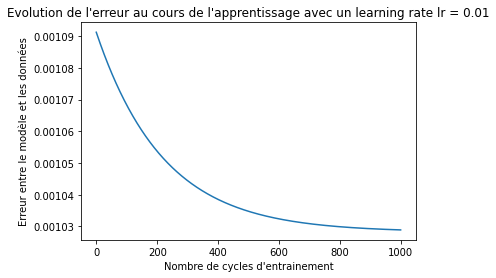 Evolution de l'erreur au cours de l'apprentissage avec un learning rate lr = 0.01
Erreur entre le modèle et les données
0.00109
0.00108
0.00107
0.00106
0.00105
0.00104
0.00103
0 200 400 600 800 1000
Nombre de cycles d'entrainement